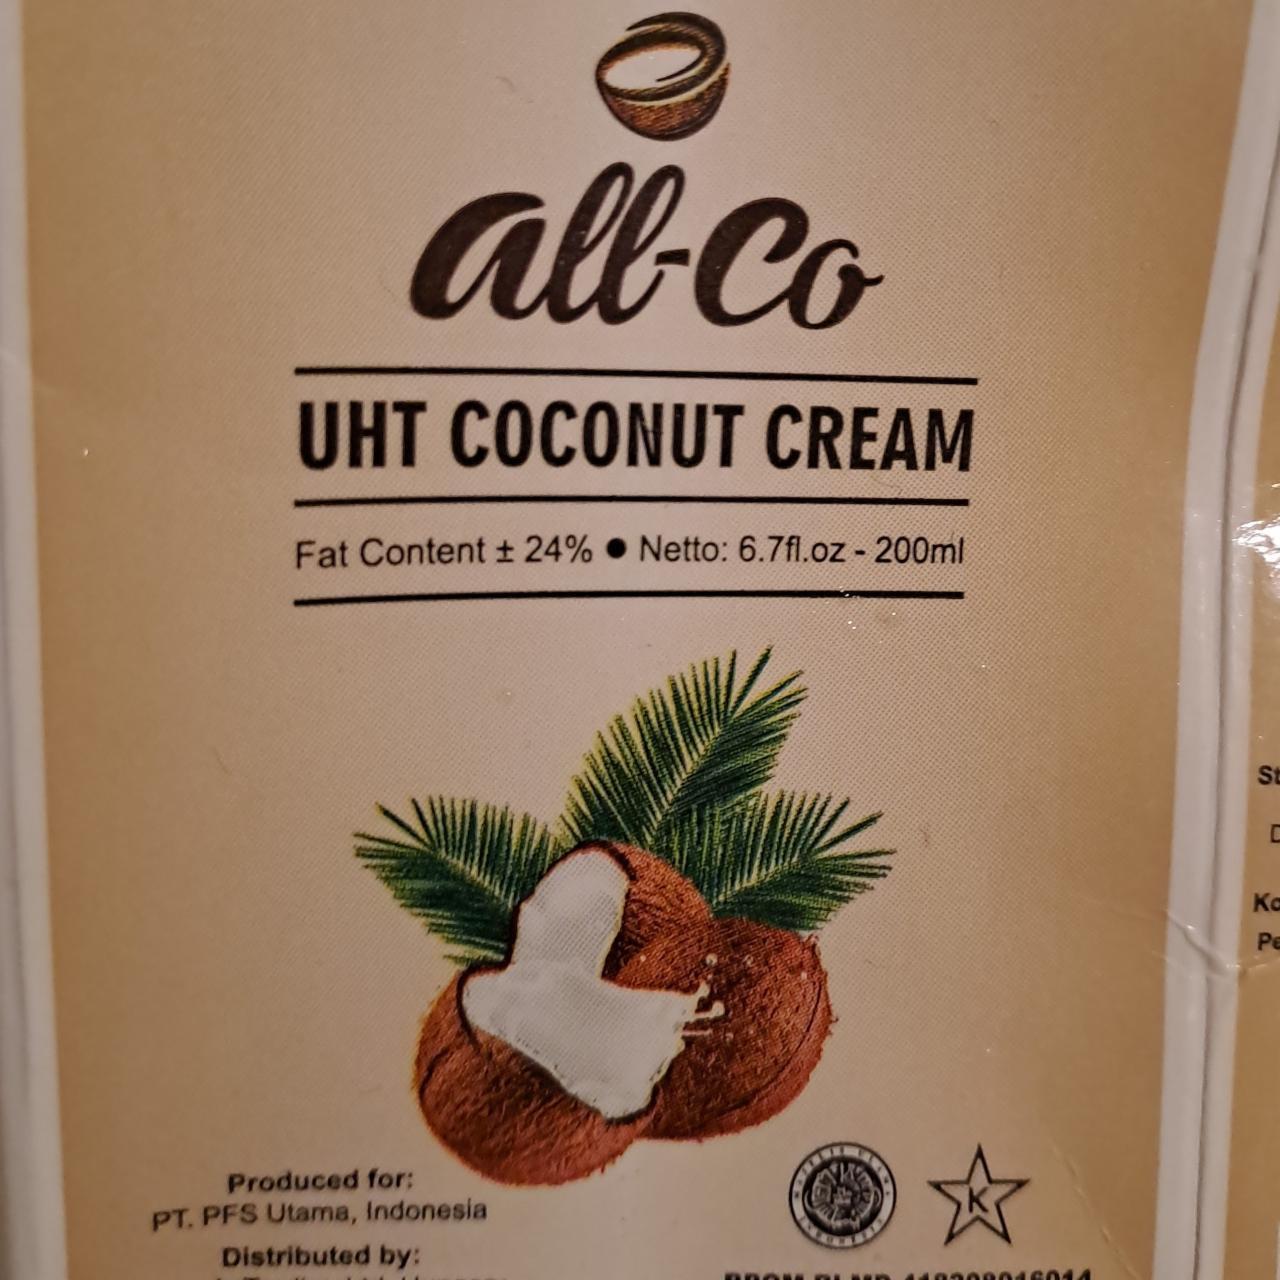 all-Co
UHT COCONUT CREAM
Fat Content ± 24% ● Netto: 6.7fl.oz - 200ml
Produced for:
PT. PFS Utama, Indonesia
Distributed by:
K
INDONESIA